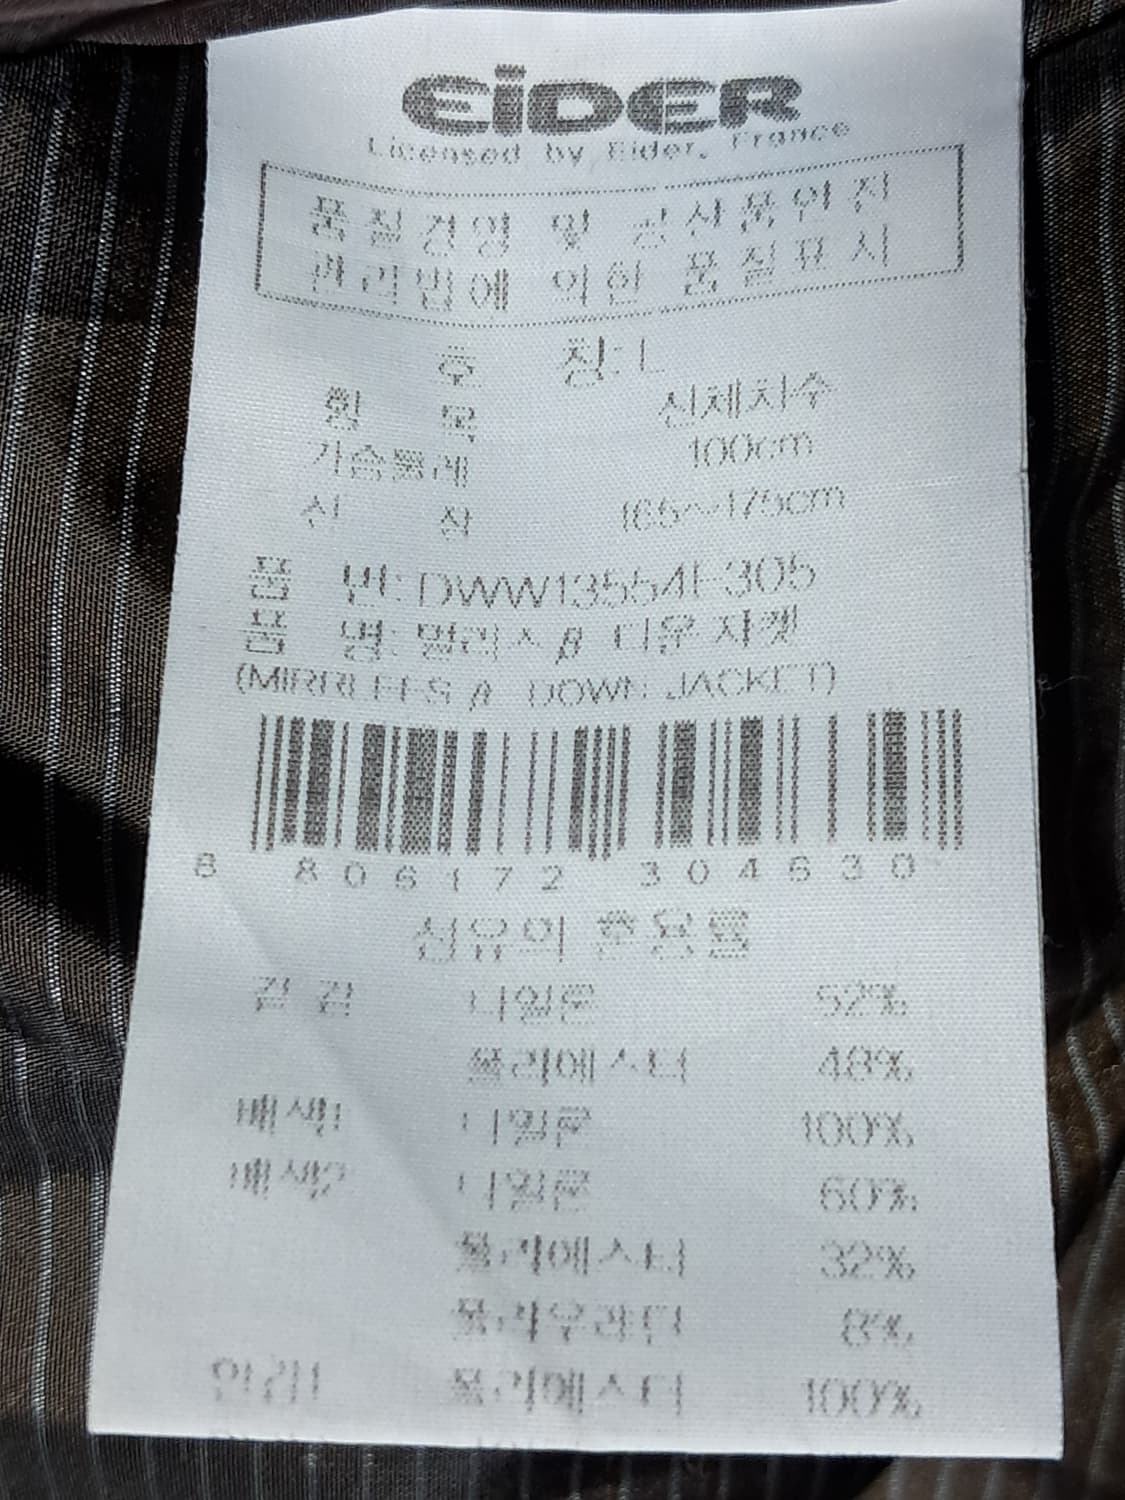 EiDER
Licensed by Eider, France
품질경영 및 공산품안전
관리법에 의한 품질표시
호 칭: L
항 목 신체치수
가슴둘레 100cm
신 장 165~175cm
품 번: DWW13554F305
품 명: 멀리스β 다운자켓
(MIRRLEES β DOWN JACKET)
8 806172 304630
섬유의 혼용률
겉감 나일론 52%
폴리에스터 48%
배색1 나일론 100%
배색2 나일론 60%
폴리에스터 32%
폴리우레탄 8%
안감1 폴리에스터 100%